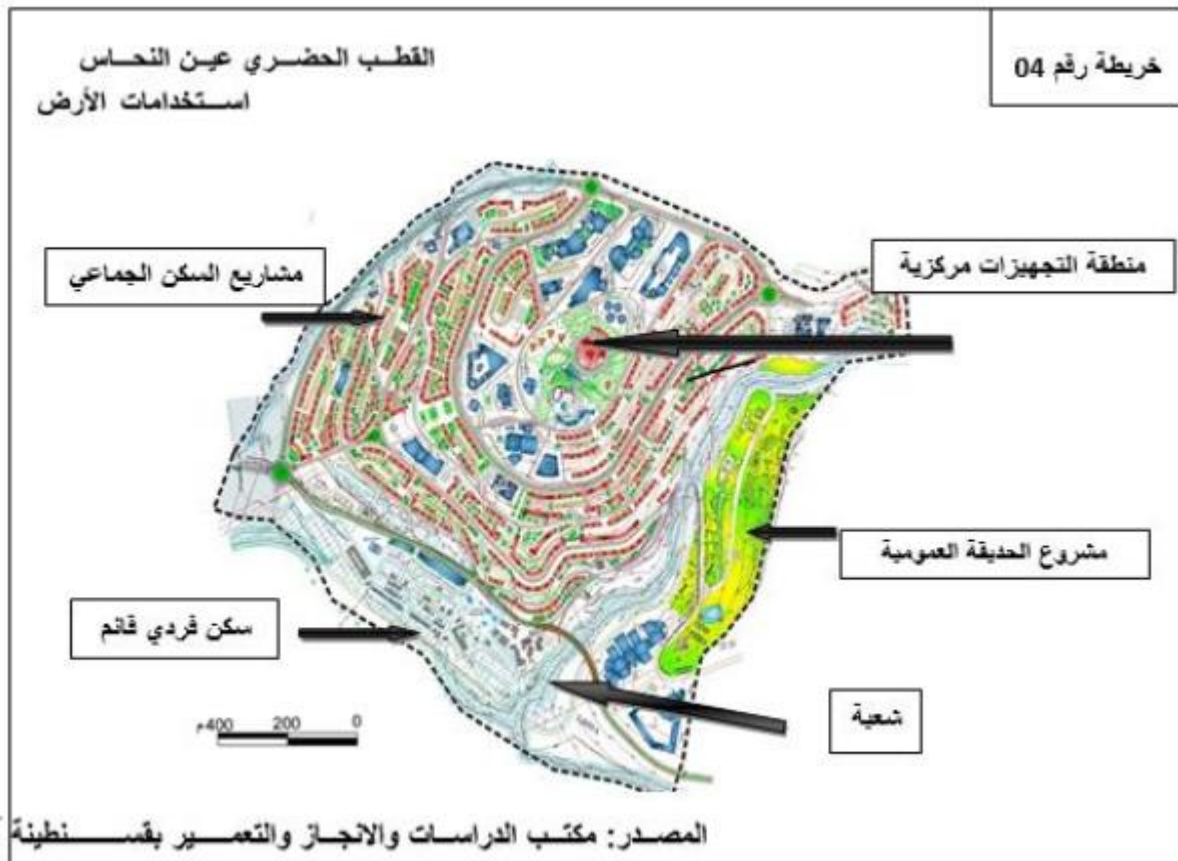 خريطة رقم 04
القطب الحضري عين النحاس
استخدامات الأرض
مشاريع السكن الجماعي
منطقة التجهيزات مركزية
مشروع الحديقة العمومية
سكن فردي قائم
شعبة
0 200 400م
المصدر: مكتب الدراسات والانجاز والتعمير بقسنطينة